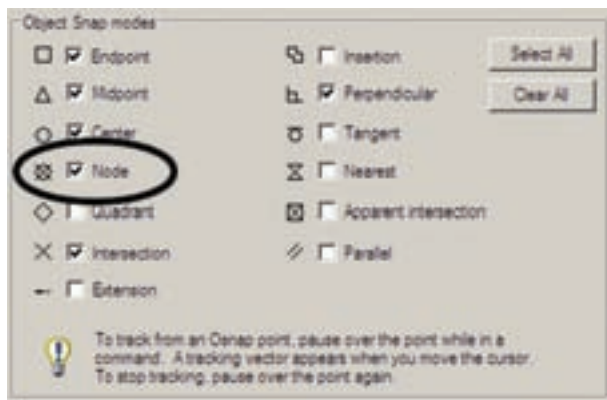 Object Snap modes
Endpoint
Midpoint
Center
Node
Quadrant
Intersection
Extension
Insertion
Perpendicular
Tangent
Nearest
Apparent intersection
Parallel
Select All
Clear All
To track from an Osnap point, pause over the point while in a
command. A tracking vector appears when you move the cursor.
To stop tracking, pause over the point again.